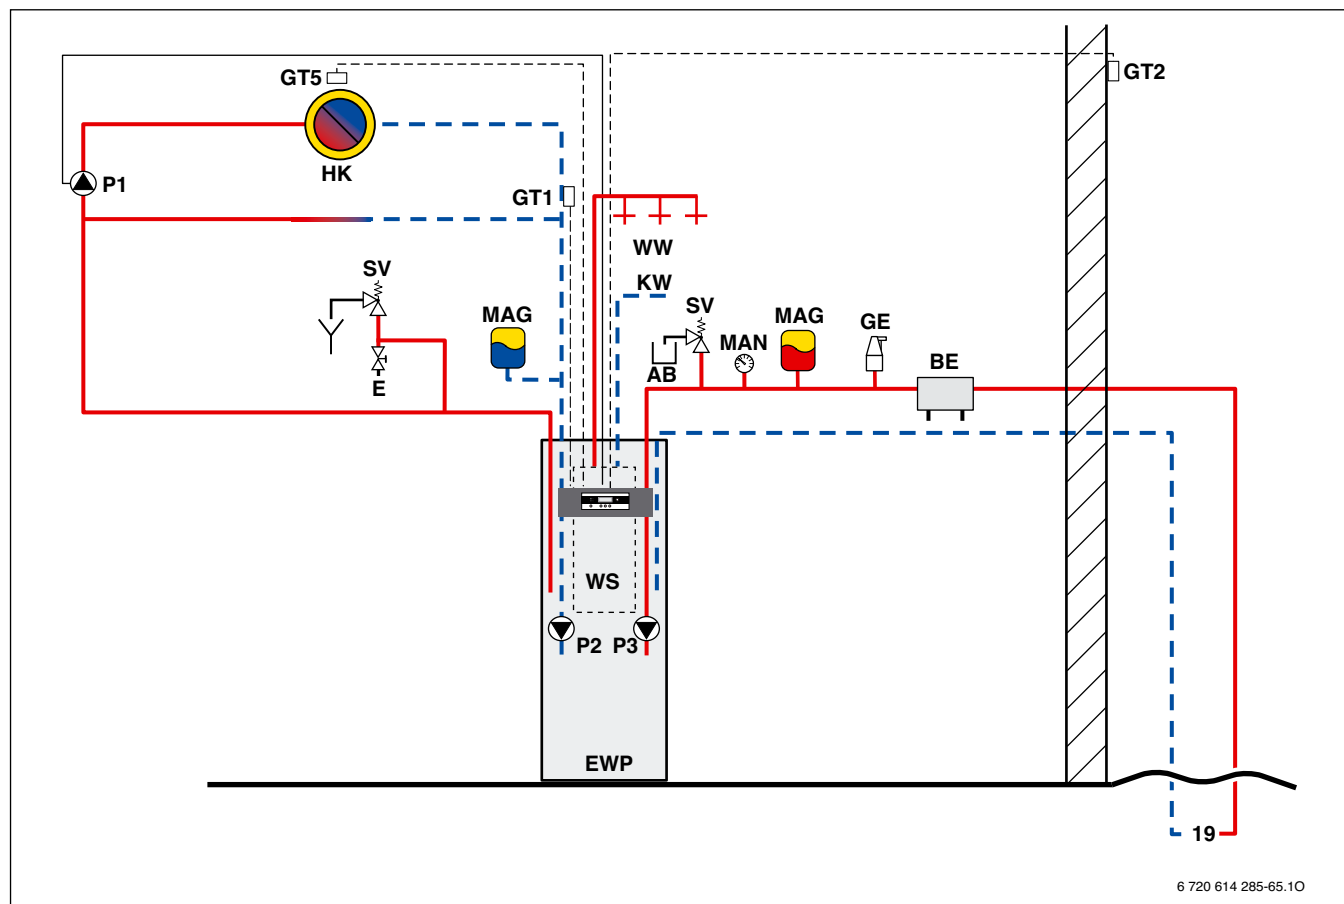 GT5
GT2
HK
P1
GT1
WW
KW
SV
SV
MAG
MAG
GE
MAN
BE
AB
E
WS
P2
P3
EWP
19
6 720 614 285-65.1O